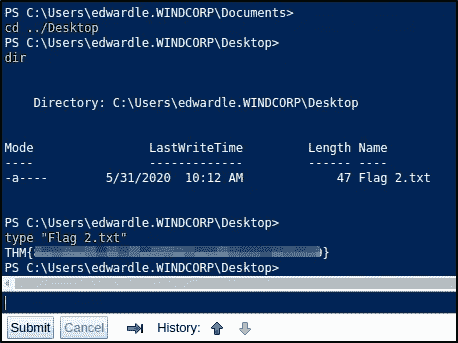 PS C:\Users\edwardle.WINDCORP\Documents>
cd ../Desktop
PS C:\Users\edwardle.WINDCORP\Desktop>
dir
Directory: C:\Users\edwardle.WINDCORP\Desktop
Mode LastWriteTime Length Name
---- ------------- ------ ----
-a---- 5/31/2020 10:12 AM 47 Flag 2.txt
PS C:\Users\edwardle.WINDCORP\Desktop>
type "Flag 2.txt"
THM{ }
PS C:\Users\edwardle.WINDCORP\Desktop>
Submit Cancel History: